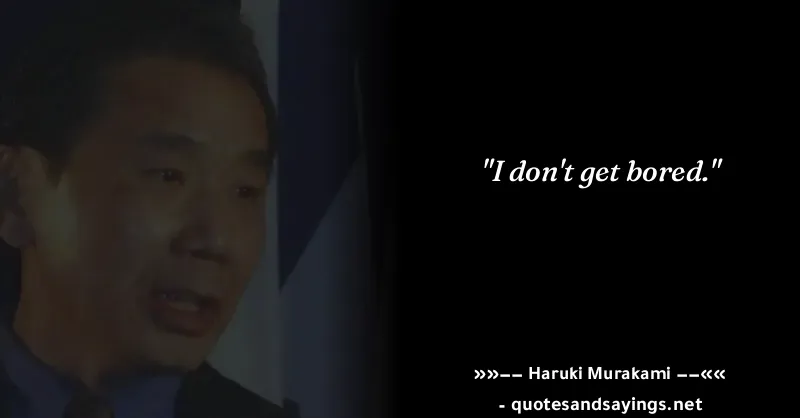 "I don't get bored."
»»–– Haruki Murakami ––««
- quotesandsayings.net